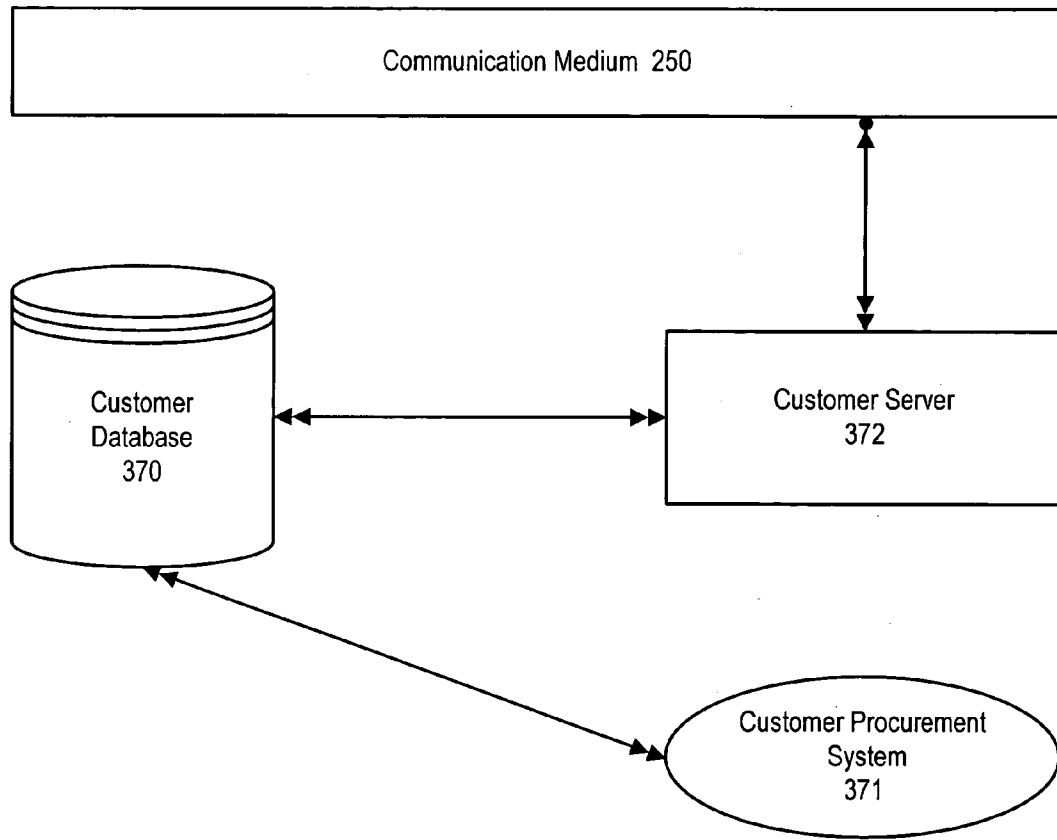 Communication Medium 250
Customer
Database
370
Customer Server
372
Customer Procurement
System
371